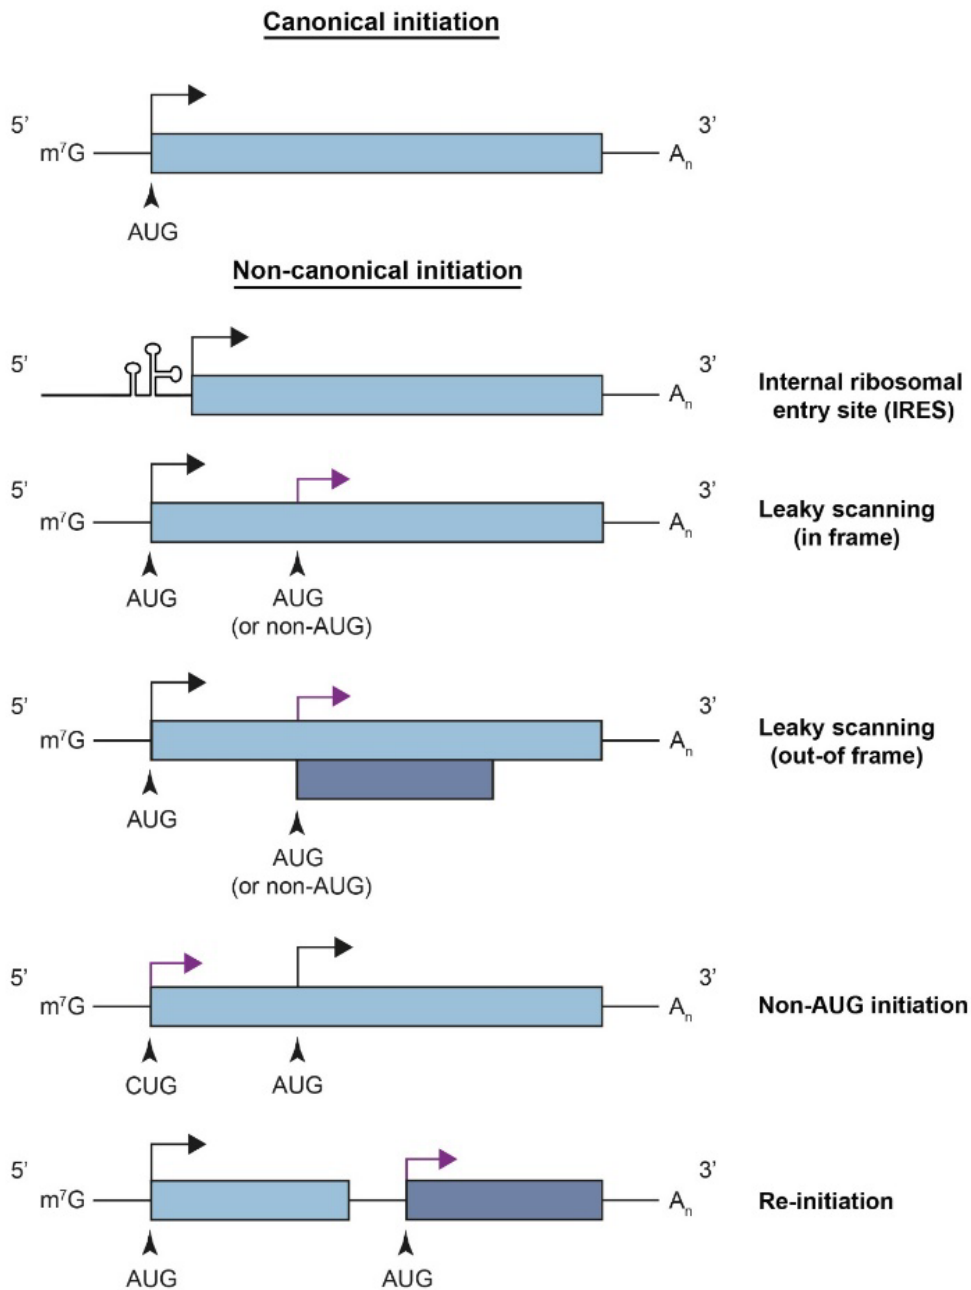 Canonical initiation
5’ 3’
m⁷G Aₙ
AUG
Non-canonical initiation
5’ 3’
Aₙ Internal ribosomal
entry site (IRES)
5’ 3’
m⁷G Aₙ Leaky scanning
(in frame)
AUG AUG
(or non-AUG)
5’ 3’
m⁷G Aₙ Leaky scanning
(out-of frame)
AUG
AUG
(or non-AUG)
5’ 3’
m⁷G Aₙ Non-AUG initiation
CUG AUG
5’ 3’
m⁷G Aₙ Re-initiation
AUG AUG